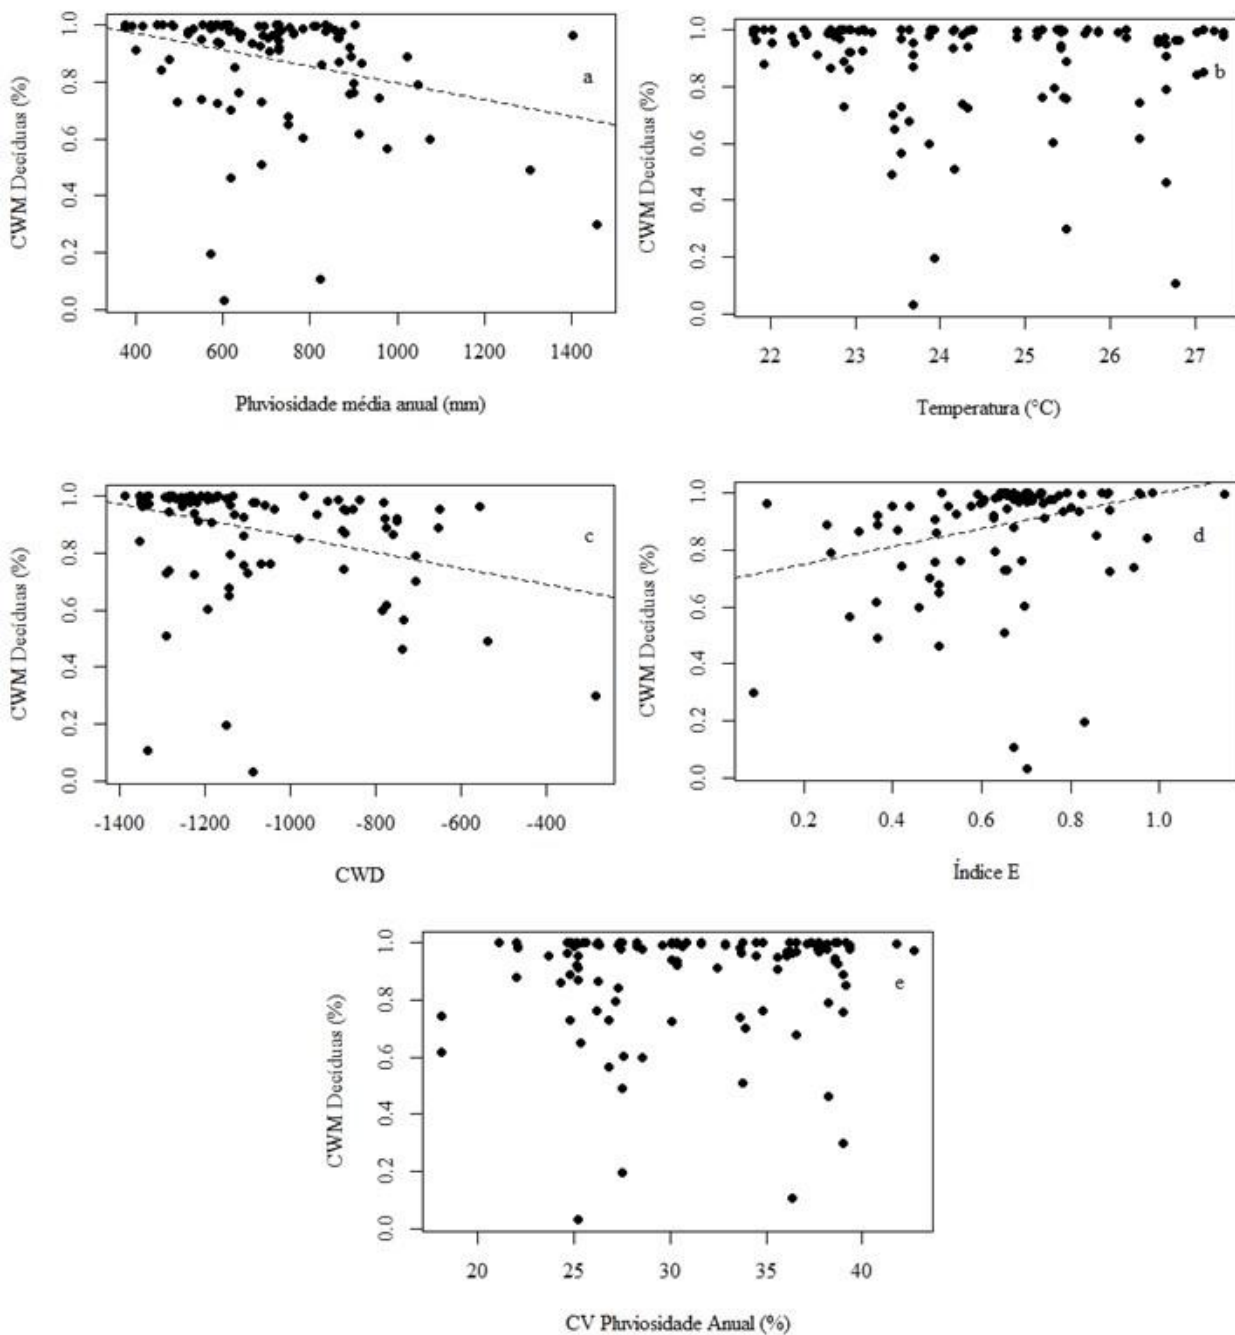 CWM Decíduas (%)
1.0
0.8
0.6
0.4
0.2
0.0
a
400 600 800 1000 1200 1400
Pluviosidade média anual (mm)
CWM Decíduas (%)
1.0
0.8
0.6
0.4
0.2
0.0
b
22 23 24 25 26 27
Temperatura (°C)
CWM Decíduas (%)
1.0
0.8
0.6
0.4
0.2
0.0
c
-1400 -1200 -1000 -800 -600 -400
CWD
CWM Decíduas (%)
1.0
0.8
0.6
0.4
0.2
0.0
d
0.2 0.4 0.6 0.8 1.0
Índice E
CWM Decíduas (%)
1.0
0.8
0.6
0.4
0.2
0.0
e
20 25 30 35 40
CV Pluviosidade Anual (%)